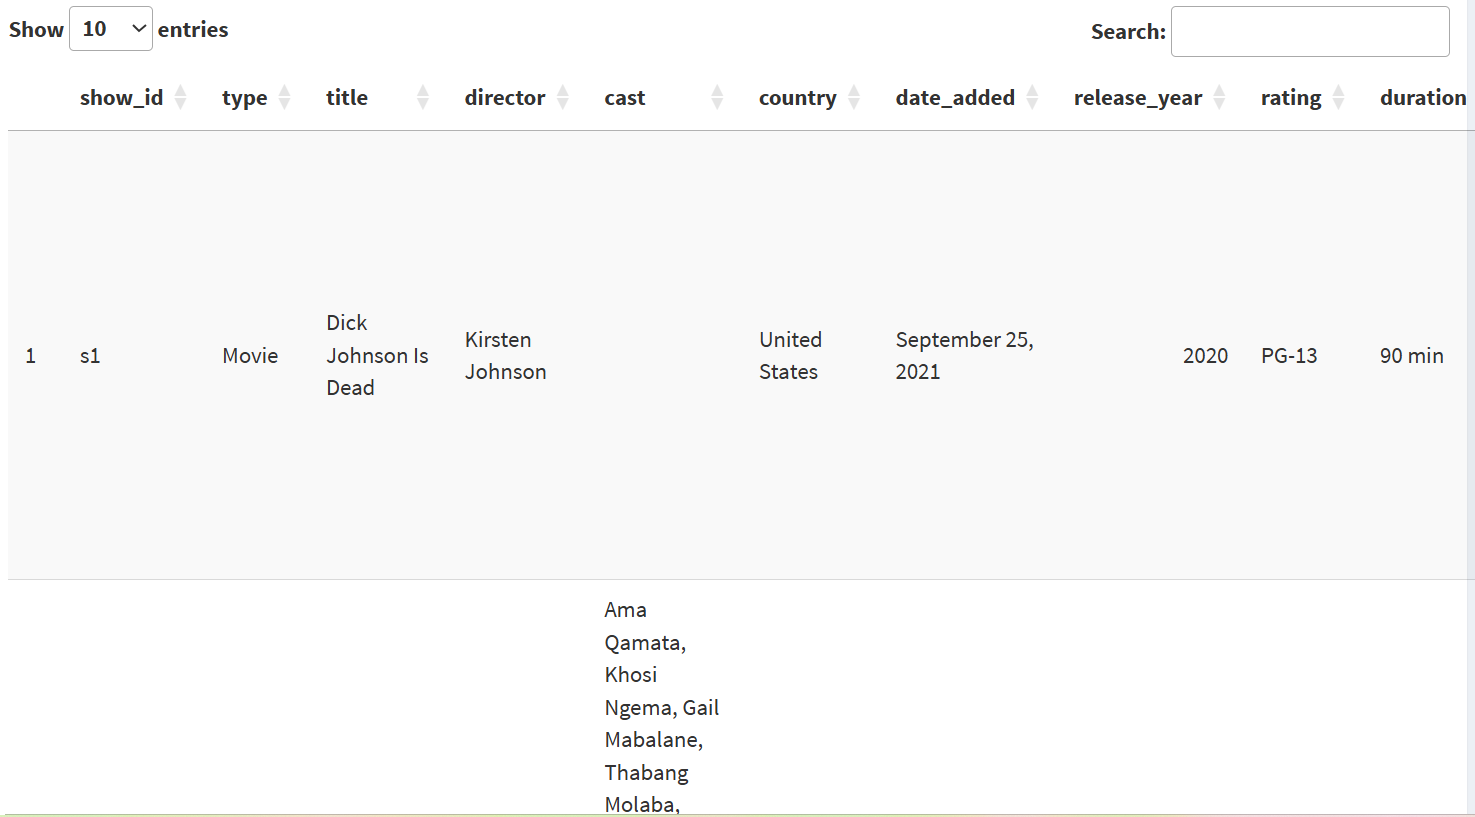 Show 10 entries
Search:
show_id type title director cast country date_added release_year rating duration
1 s1 Movie Dick Johnson Is Dead Kirsten Johnson United States September 25, 2021 2020 PG-13 90 min
Ama
Qamata,
Khosi
Ngema, Gail
Mabalane,
Thabang
Molaba,